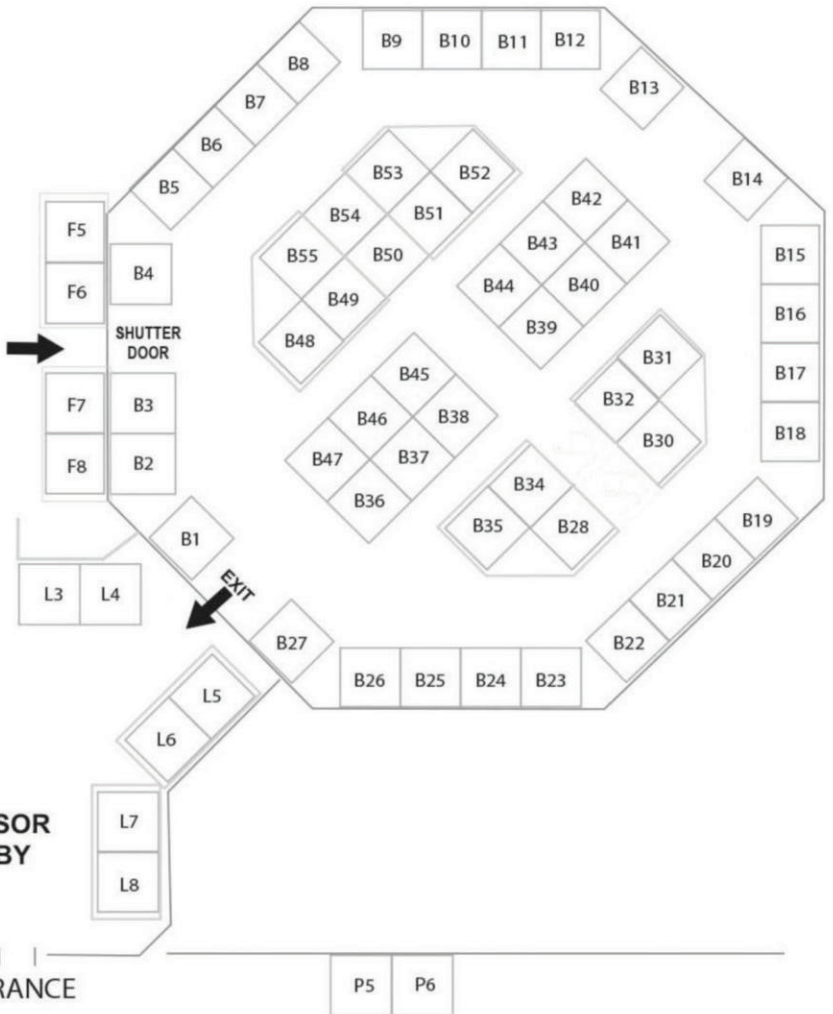 B9 B10 B11 B12
B8
B13
B7
B6
B5
B14
B53 B52
B54 B51
B55 B50
B49
B48
B42
B43 B41
B44 B40
B39
F5
F6
B4
SHUTTER
DOOR
B15
B16
B17
B18
F7 B3
F8 B2
B45
B46 B38
B47 B37
B36
B31
B32
B30
B34
B35 B28
B1
B19
B20
B21
B22
EXIT
L3 L4
B27
B26 B25 B24 B23
L5
L6
L7
L8
SOR
BY
RANCE
P5 P6